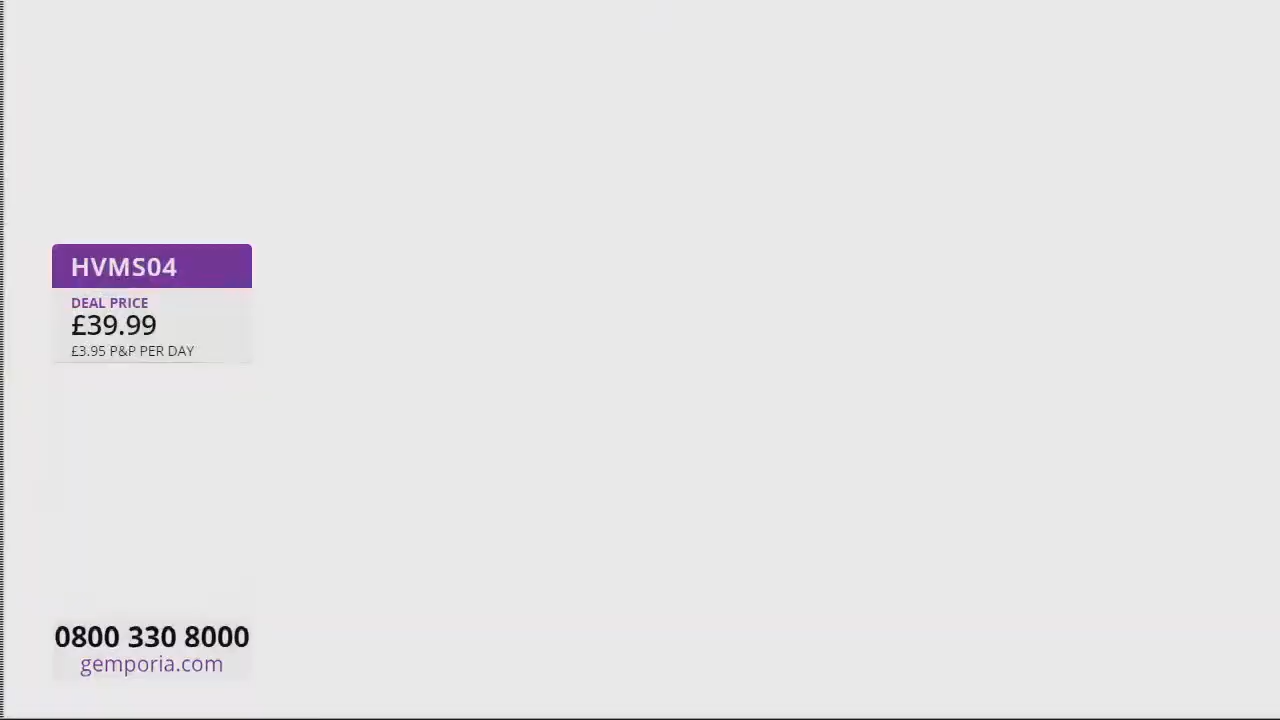 HVMS04
DEAL PRICE
£39.99
£3.95 P&P PER DAY
0800 330 8000
gemporia.com